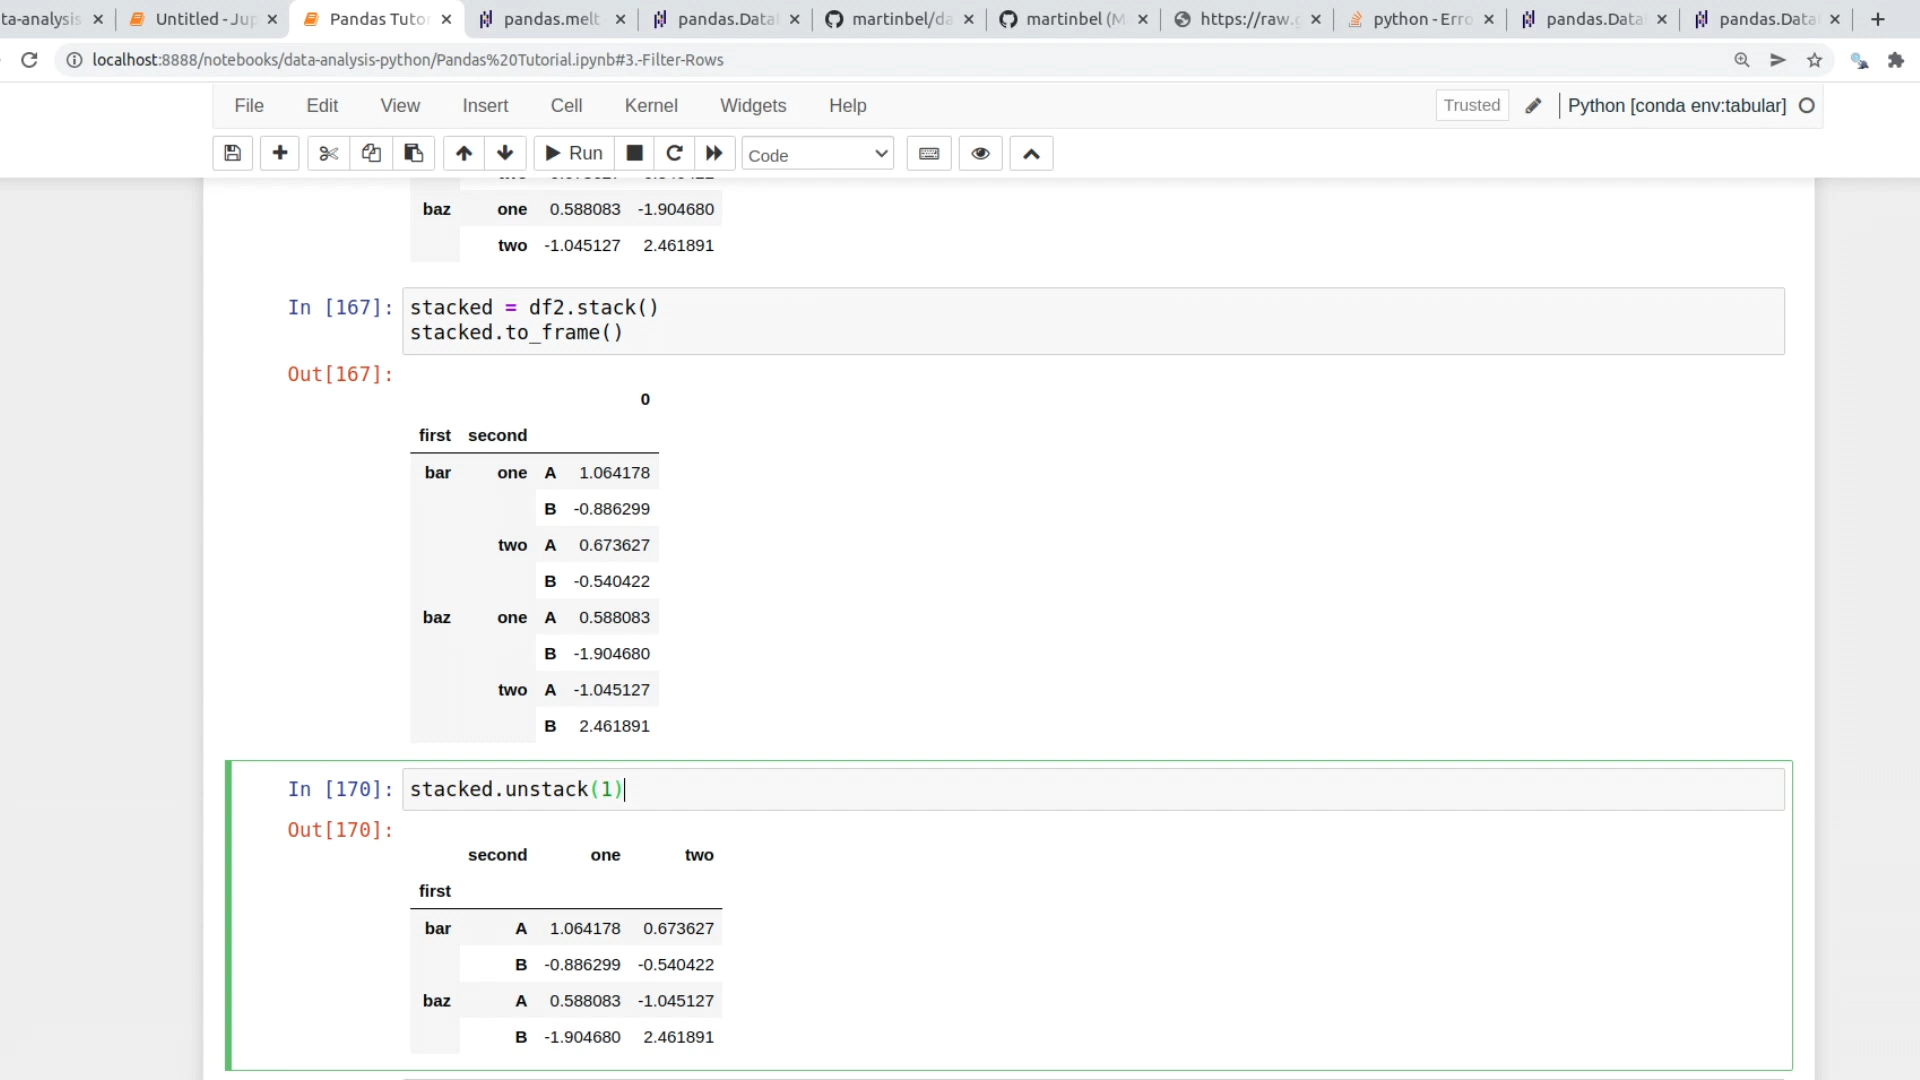 ta-analysis
Untitled - Jup
Pandas Tutor
pandas.melt
pandas.Data
martinbel/da
martinbel (M
https://raw.g
python - Erro
pandas.Data
pandas.Data
localhost:8888/notebooks/data-analysis-python/Pandas%20Tutorial.ipynb#3.-Filter-Rows
File Edit View Insert Cell Kernel Widgets Help
Trusted Python [conda env:tabular]
Run Code
baz one 0.588083 -1.904680
two -1.045127 2.461891
In [167]: stacked = df2.stack()
stacked.to_frame()
Out[167]:
0
first second
bar one A 1.064178
B -0.886299
two A 0.673627
B -0.540422
baz one A 0.588083
B -1.904680
two A -1.045127
B 2.461891
In [170]: stacked.unstack(1)
Out[170]:
second one two
first
bar A 1.064178 0.673627
B -0.886299 -0.540422
baz A 0.588083 -1.045127
B -1.904680 2.461891